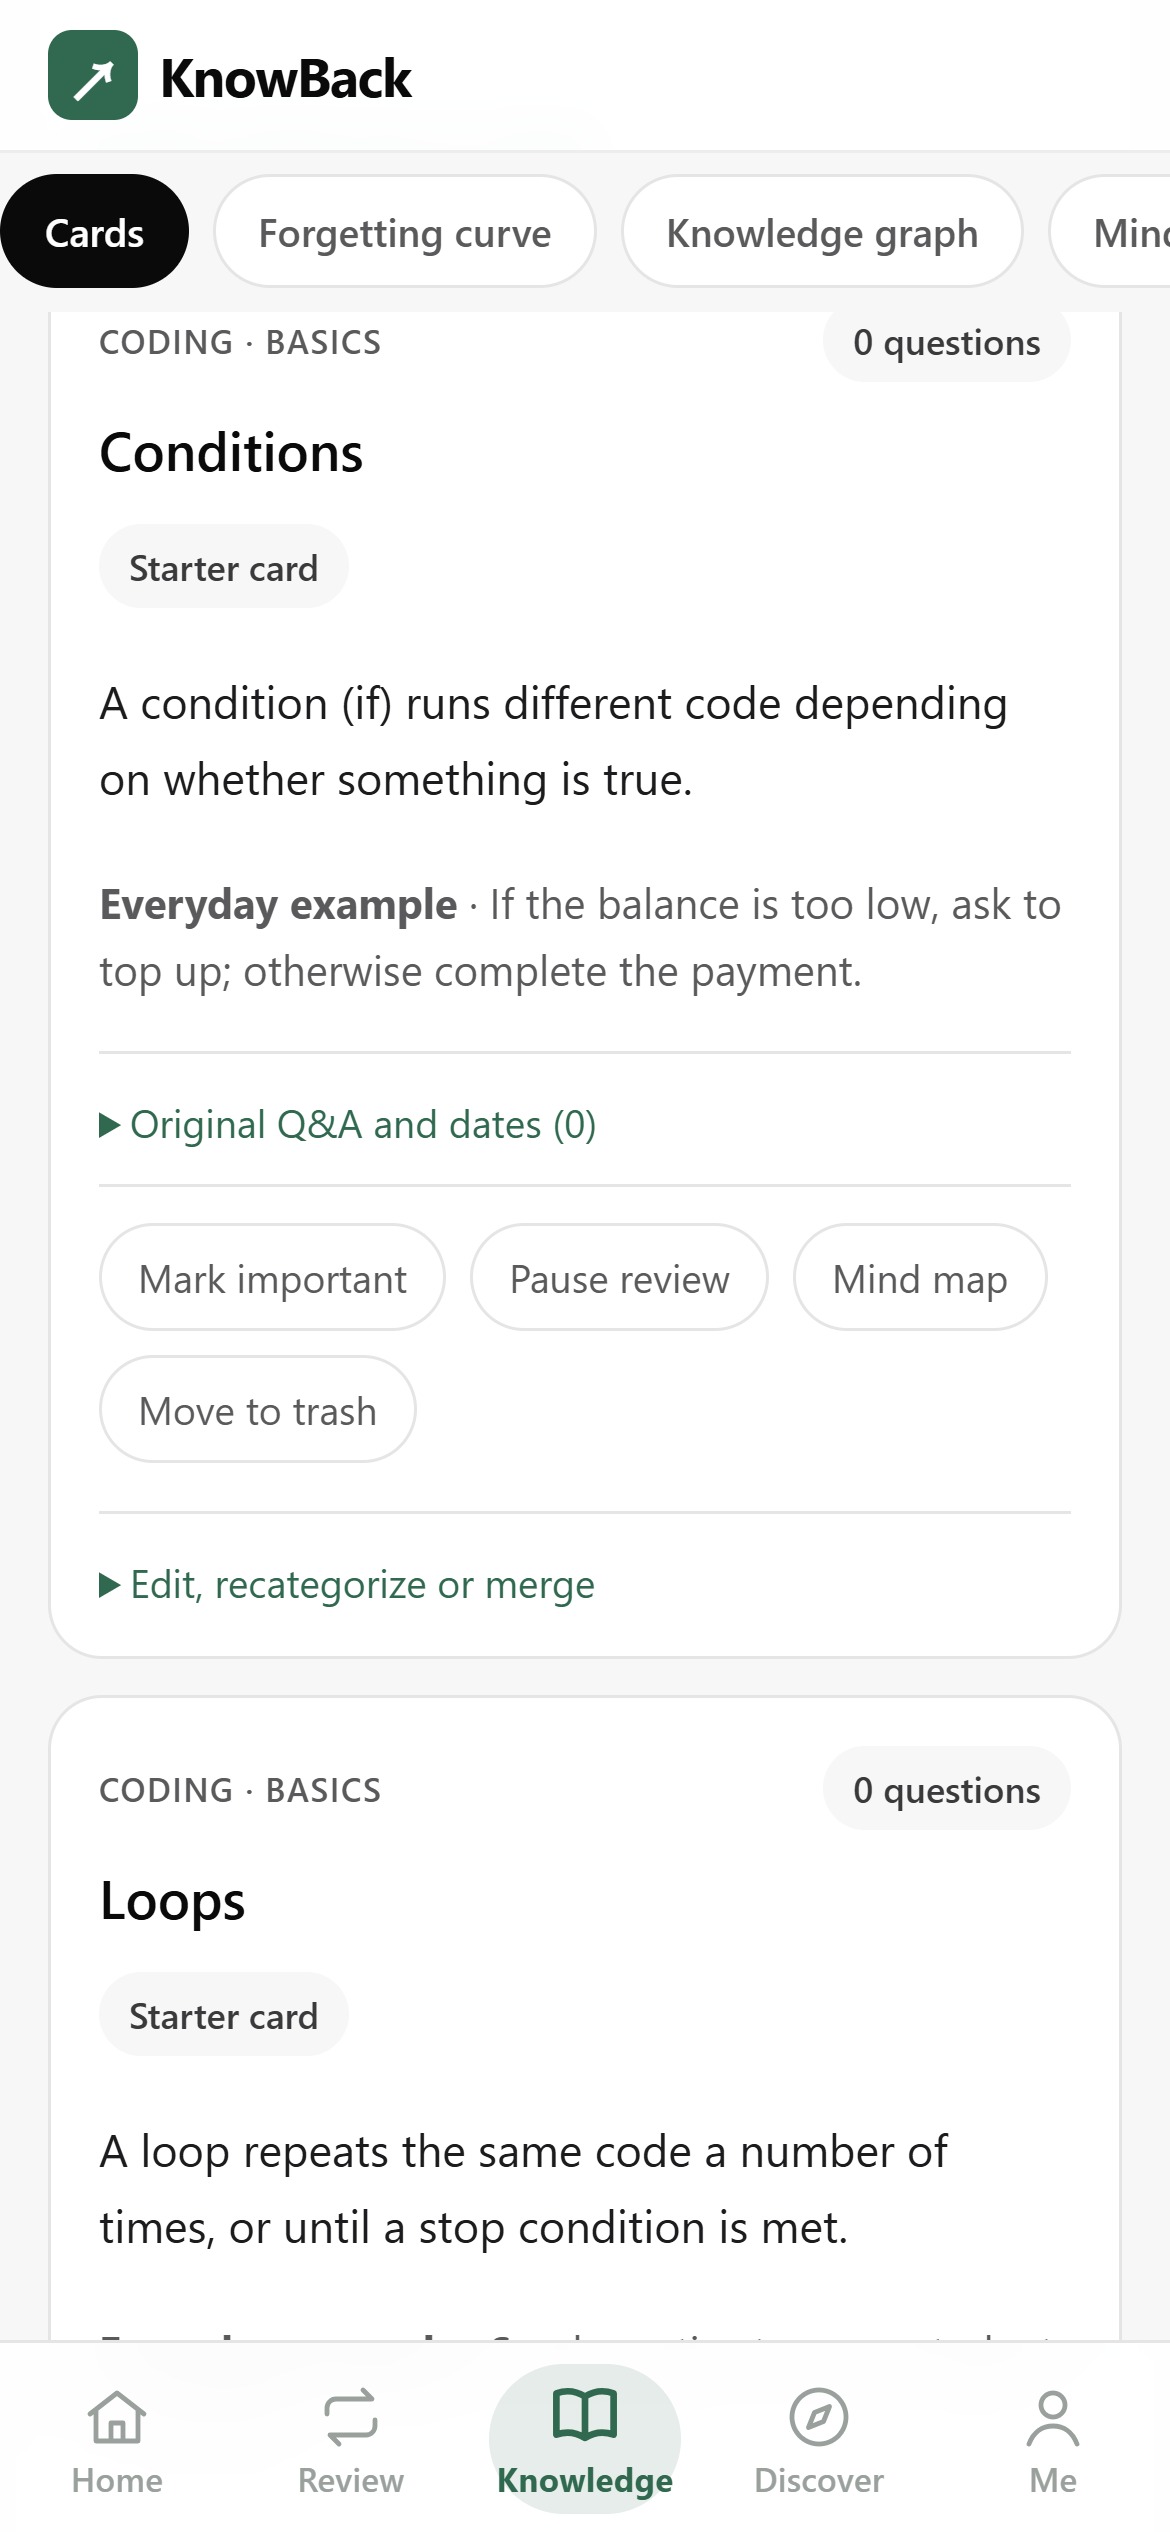 KnowBack
Cards
Forgetting curve
Knowledge graph
CODING · BASICS
0 questions
Conditions
Starter card
A condition (if) runs different code depending
on whether something is true.
Everyday example · If the balance is too low, ask to
top up; otherwise complete the payment.
Original Q&A and dates (0)
Mark important
Pause review
Mind map
Move to trash
Edit, recategorize or merge
CODING · BASICS
0 questions
Loops
Starter card
A loop repeats the same code a number of
times, or until a stop condition is met.
Home
Review
Knowledge
Discover
Me